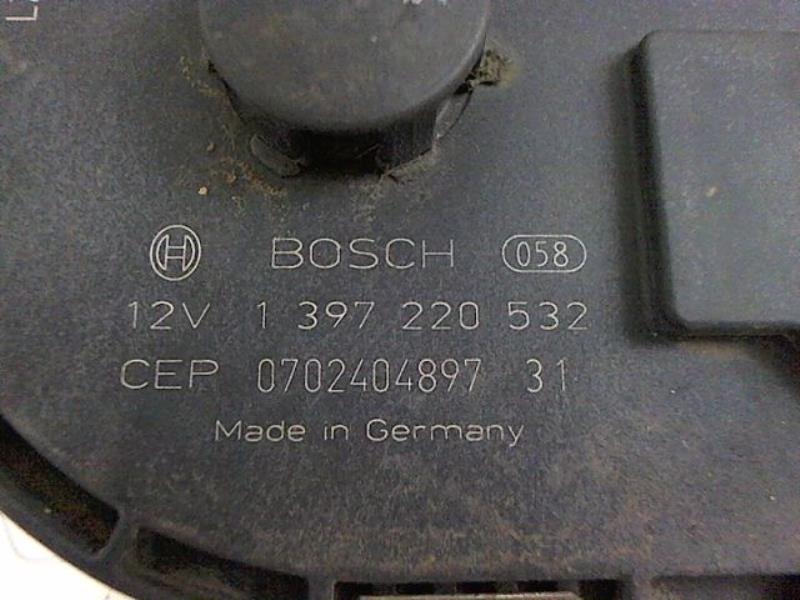 BOSCH 058
12V 1 397 220 532
CEP 0702404897 31
Made in Germany